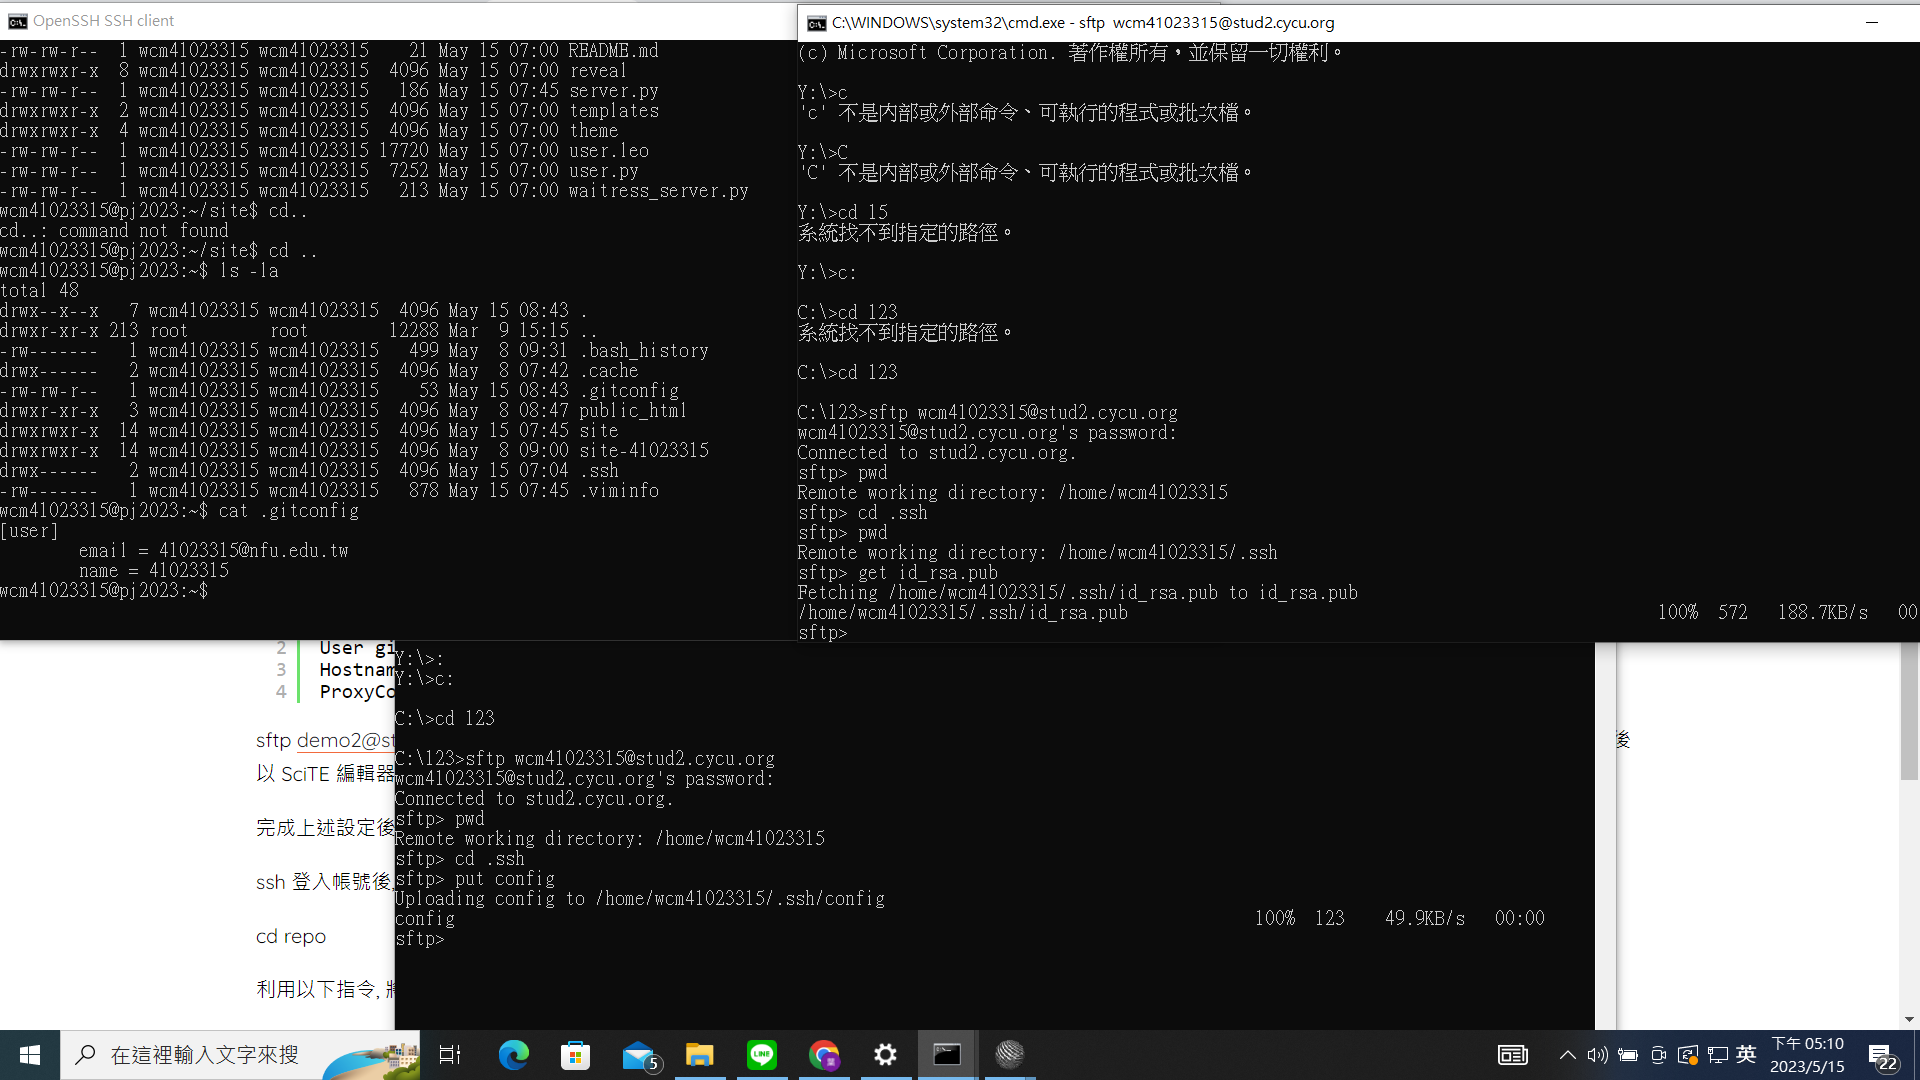 OpenSSH SSH client
-rw-rw-r--  1 wcm41023315 wcm41023315    21 May 15 07:00 README.md
drwxrwxr-x  8 wcm41023315 wcm41023315  4096 May 15 07:00 reveal
-rw-rw-r--  1 wcm41023315 wcm41023315   186 May 15 07:45 server.py
drwxrwxr-x  2 wcm41023315 wcm41023315  4096 May 15 07:00 templates
drwxrwxr-x  4 wcm41023315 wcm41023315  4096 May 15 07:00 theme
-rw-rw-r--  1 wcm41023315 wcm41023315 17720 May 15 07:00 user.leo
-rw-rw-r--  1 wcm41023315 wcm41023315  7252 May 15 07:00 user.py
-rw-rw-r--  1 wcm41023315 wcm41023315   213 May 15 07:00 waitress_server.py
wcm41023315@pj2023:~/site$ cd..
cd..: command not found
wcm41023315@pj2023:~/site$ cd ..
wcm41023315@pj2023:~$ ls -la
total 48
drwx--x--x   7 wcm41023315 wcm41023315  4096 May 15 08:43 .
drwxr-xr-x 213 root        root        12288 Mar  9 15:15 ..
-rw-------   1 wcm41023315 wcm41023315   499 May  8 09:31 .bash_history
drwx------   2 wcm41023315 wcm41023315  4096 May  8 07:42 .cache
-rw-rw-r--   1 wcm41023315 wcm41023315    53 May 15 08:43 .gitconfig
drwxr-xr-x   3 wcm41023315 wcm41023315  4096 May  8 08:47 public_html
drwxrwxr-x  14 wcm41023315 wcm41023315  4096 May 15 07:45 site
drwxrwxr-x  14 wcm41023315 wcm41023315  4096 May  8 09:00 site-41023315
drwx------   2 wcm41023315 wcm41023315  4096 May 15 07:04 .ssh
-rw-------   1 wcm41023315 wcm41023315   878 May 15 07:45 .viminfo
wcm41023315@pj2023:~$ cat .gitconfig
[user]
        email = 41023315@nfu.edu.tw
        name = 41023315
wcm41023315@pj2023:~$
C:\WINDOWS\system32\cmd.exe - sftp  wcm41023315@stud2.cycu.org
(c) Microsoft Corporation. 著作權所有，並保留一切權利。
Y:\>c
'c' 不是內部或外部命令、可執行的程式或批次檔。
Y:\>C
'C' 不是內部或外部命令、可執行的程式或批次檔。
Y:\>cd 15
系統找不到指定的路徑。
Y:\>c:
C:\>cd 123
系統找不到指定的路徑。
C:\>cd 123
C:\123>sftp wcm41023315@stud2.cycu.org
wcm41023315@stud2.cycu.org's password:
Connected to stud2.cycu.org.
sftp> pwd
Remote working directory: /home/wcm41023315
sftp> cd .ssh
sftp> pwd
Remote working directory: /home/wcm41023315/.ssh
sftp> get id_rsa.pub
Fetching /home/wcm41023315/.ssh/id_rsa.pub to id_rsa.pub
/home/wcm41023315/.ssh/id_rsa.pub 100% 572 188.7KB/s 00
sftp>
2 User gi
3 Hostnam
4 ProxyCo
sftp demo2@st
後
以 SciTE 編輯器
完成上述設定後
ssh 登入帳號後,
cd repo
利用以下指令, 將
Y:\>:
Y:\>c:
C:\>cd 123
C:\123>sftp wcm41023315@stud2.cycu.org
wcm41023315@stud2.cycu.org's password:
Connected to stud2.cycu.org.
sftp> pwd
Remote working directory: /home/wcm41023315
sftp> cd .ssh
sftp> put config
Uploading config to /home/wcm41023315/.ssh/config
config 100% 123 49.9KB/s 00:00
sftp>
在這裡輸入文字來搜
5
LINE
英
下午 05:10
2023/5/15
22